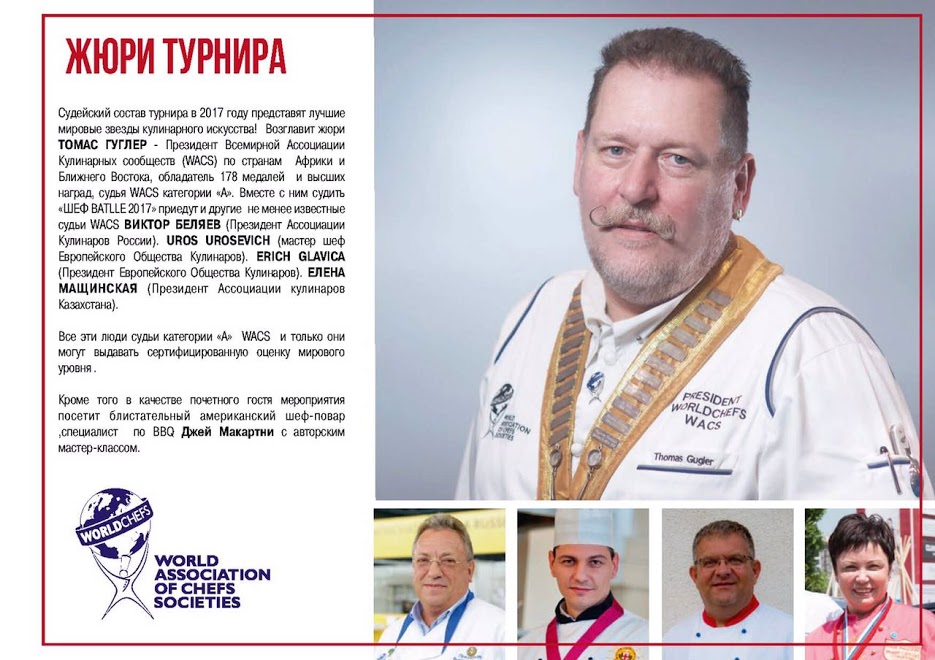 ЖЮРИ ТУРНИРА
Судейский состав турнира в 2017 году представят лучшие
мировые звезды кулинарного искусства! Возглавит жюри
ТОМАС ГУГЛЕР - Президент Всемирной Ассоциации
Кулинарных сообществ (WACS) по странам Африки и
Ближнего Востока, обладатель 178 медалей и высших
наград, судья WACS категории «А». Вместе с ним судить
«ШЕФ BATLLE 2017» приедут и другие не менее известные
судьи WACS ВИКТОР БЕЛЯЕВ (Президент Ассоциации
Кулинаров России). UROS UROSEVICH (мастер шеф
Европейского Общества Кулинаров). ERICH GLAVICA
(Президент Европейского Общества Кулинаров). ЕЛЕНА
МАЩИНСКАЯ (Президент Ассоциации кулинаров
Казахстана).
Все эти люди судьи категории «А» WACS и только они
могут выдавать сертифицированную оценку мирового
уровня .
Кроме того в качестве почетного гостя мероприятия
посетит блистательный американский шеф-повар
,специалист по BBQ Джей Макартни с авторским
мастер-классом.
WORLDCHEFS
WORLD
ASSOCIATION
OF CHEFS
SOCIETIES
WORLD
ASSOCIATION
OF CHEFS
SOCIETIES
PRESIDENT
WORLDCHEFS
WACS
Thomas Gugler